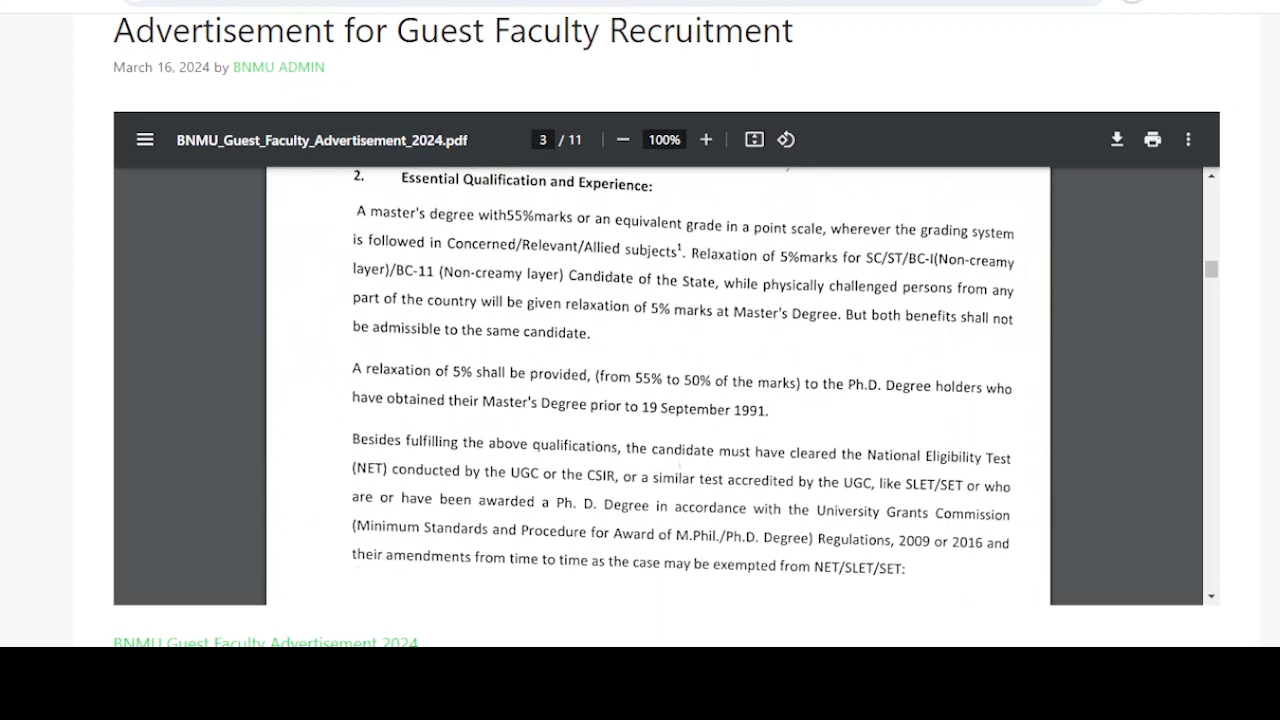 Advertisement for Guest Faculty Recruitment
March 16, 2024 by BNMU ADMIN
BNMU_Guest_Faculty_Advertisement_2024.pdf 3 / 11 100%
2. Essential Qualification and Experience:
A master's degree with55%marks or an equivalent grade in a point scale, wherever the grading system
is followed in Concerned/Relevant/Allied subjects¹. Relaxation of 5%marks for SC/ST/BC-I(Non-creamy
layer)/BC-11 (Non-creamy layer) Candidate of the State, while physically challenged persons from any
part of the country will be given relaxation of 5% marks at Master's Degree. But both benefits shall not
be admissible to the same candidate.
A relaxation of 5% shall be provided, (from 55% to 50% of the marks) to the Ph.D. Degree holders who
have obtained their Master's Degree prior to 19 September 1991.
Besides fulfilling the above qualifications, the candidate must have cleared the National Eligibility Test
(NET) conducted by the UGC or the CSIR, or a similar test accredited by the UGC, like SLET/SET or who
are or have been awarded a Ph. D. Degree in accordance with the University Grants Commission
(Minimum Standards and Procedure for Award of M.Phil./Ph.D. Degree) Regulations, 2009 or 2016 and
their amendments from time to time as the case may be exempted from NET/SLET/SET:
BNMU Guest Faculty Advertisement 2024